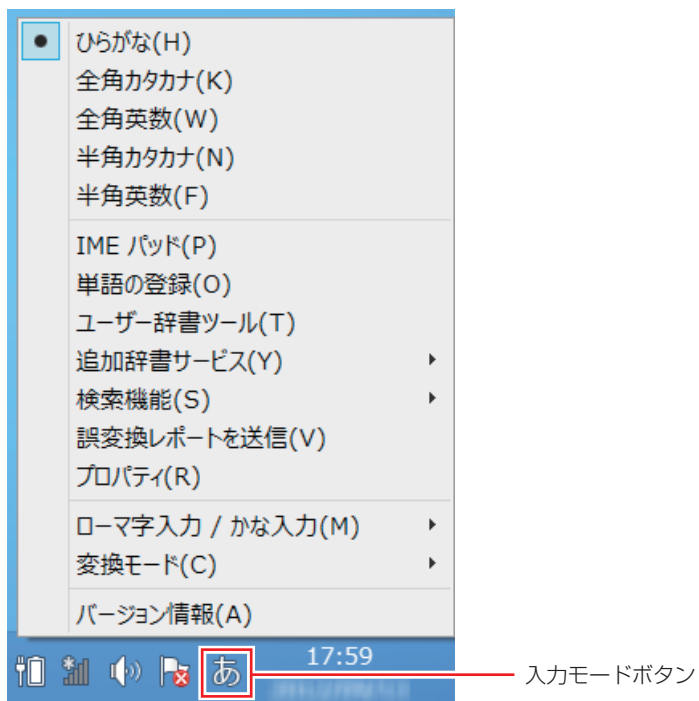 ひらがな(H)
全角カタカナ(K)
全角英数(W)
半角カタカナ(N)
半角英数(F)
IME パッド(P)
単語の登録(O)
ユーザー辞書ツール(T)
追加辞書サービス(Y)
検索機能(S)
誤変換レポートを送信(V)
プロパティ(R)
ローマ字入力 / かな入力(M)
変換モード(C)
バージョン情報(A)
あ
17:59
入力モードボタン